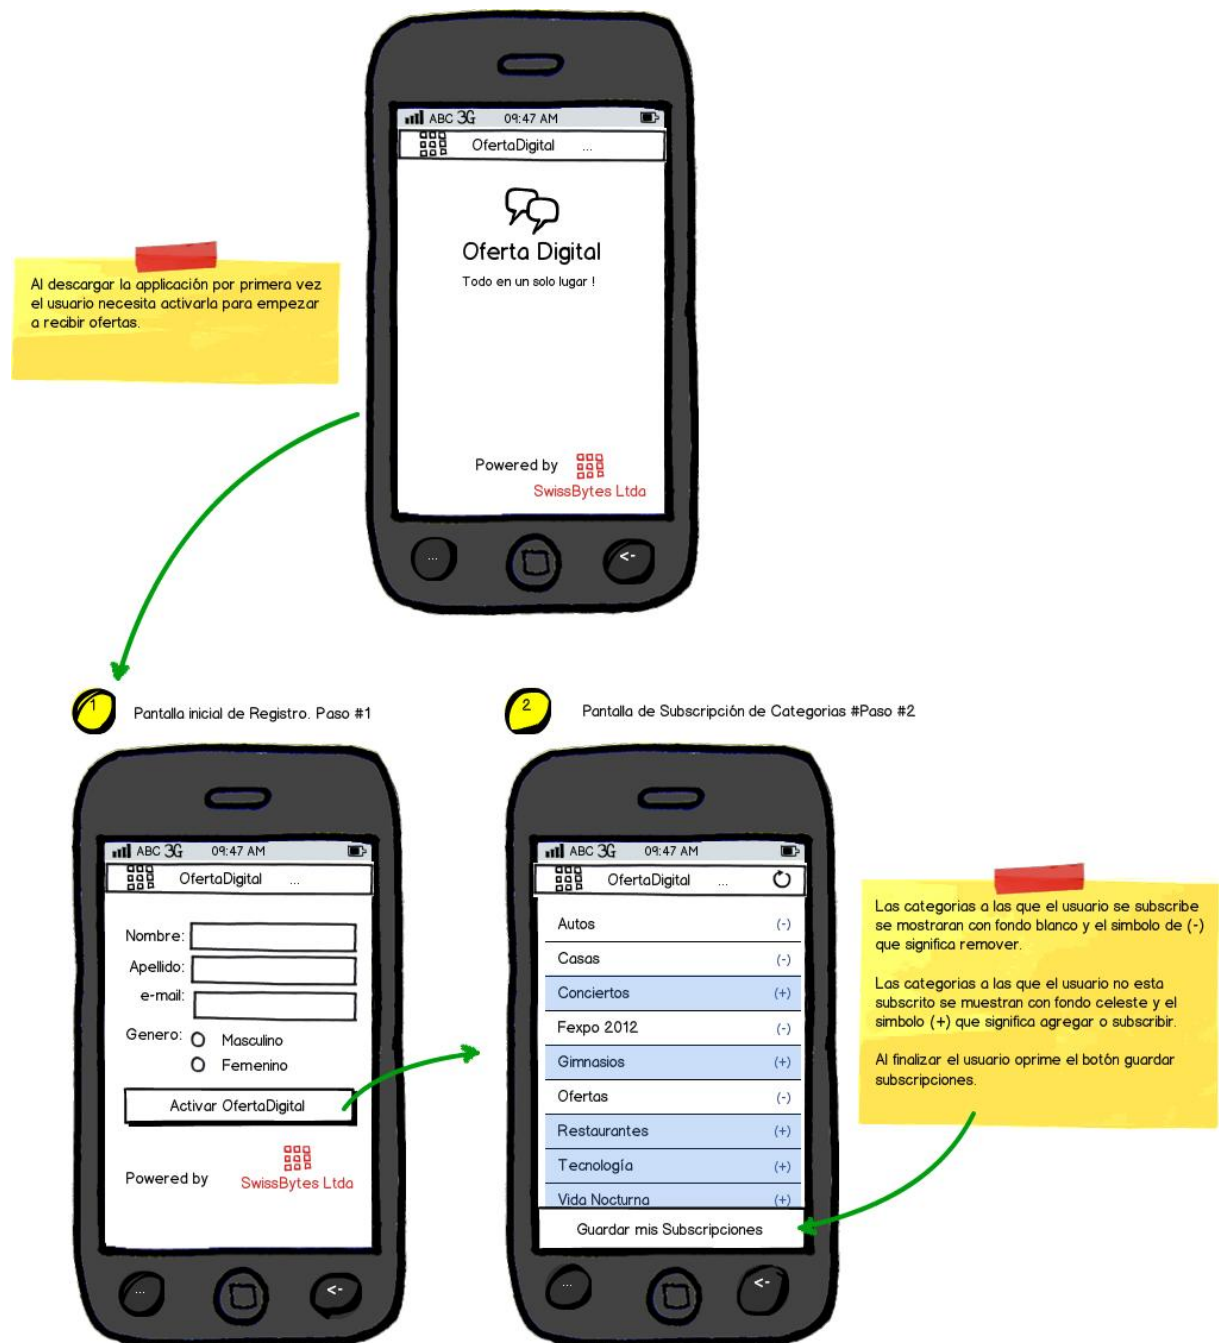 ABC 3G 09:47 AM
OfertaDigital ...
Oferta Digital
Todo en un solo lugar !
Powered by
SwissBytes Ltda
... <-
Al descargar la applicación por primera vez
el usuario necesita activarla para empezar
a recibir ofertas.
1 Pantalla inicial de Registro. Paso #1
ABC 3G 09:47 AM
OfertaDigital ...
Nombre:
Apellido:
e-mail:
Genero: Masculino
Femenino
Activar OfertaDigital
Powered by
SwissBytes Ltda
... <-
2 Pantalla de Subscripción de Categorias #Paso #2
ABC 3G 09:47 AM
OfertaDigital ...
Autos (-)
Casas (-)
Conciertos (+)
Fexpo 2012 (-)
Gimnasios (+)
Ofertas (-)
Restaurantes (+)
Tecnología (+)
Vida Nocturna (+)
Guardar mis Subscripciones
... <-
Las categorias a las que el usuario se subscribe
se mostraran con fondo blanco y el simbolo de (-)
que significa remover.
Las categorias a las que el usuario no esta
subscrito se muestran con fondo celeste y el
simbolo (+) que significa agregar o subscribir.
Al finalizar el usuario oprime el botón guardar
subscripciones.